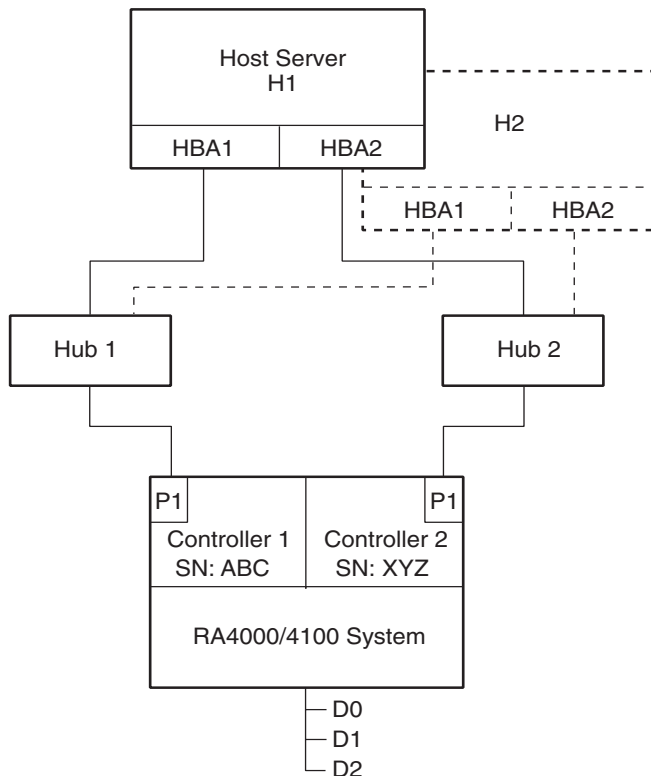 Host Server
H1
H2
HBA1
HBA2
HBA1
HBA2
Hub 1
Hub 2
P1
P1
Controller 1
SN: ABC
Controller 2
SN: XYZ
RA4000/4100 System
D0
D1
D2